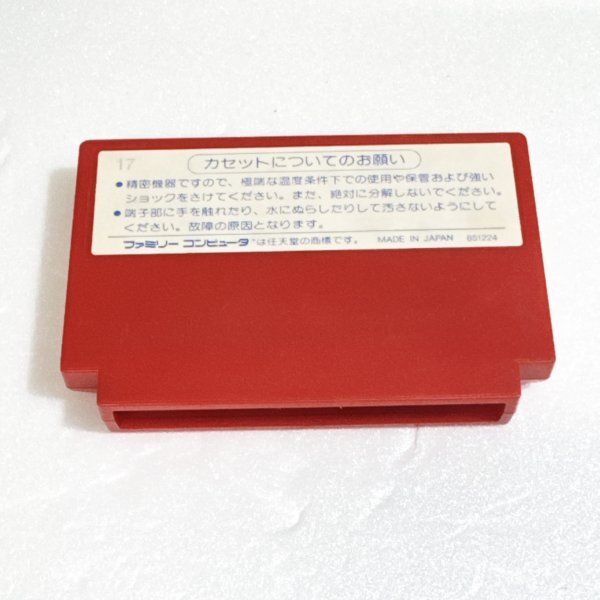 17
カセットについてのお願い
●精密機器ですので、極端な温度条件下での使用や保管および強い
ショックをさけてください。また、絶対に分解しないでください。
●端子部に手を触れたり、水にぬらしたりして汚さないようにして
ください。故障の原因となります。
ファミリー コンピュータ™は任天堂の商標です。 MADE IN JAPAN 851224